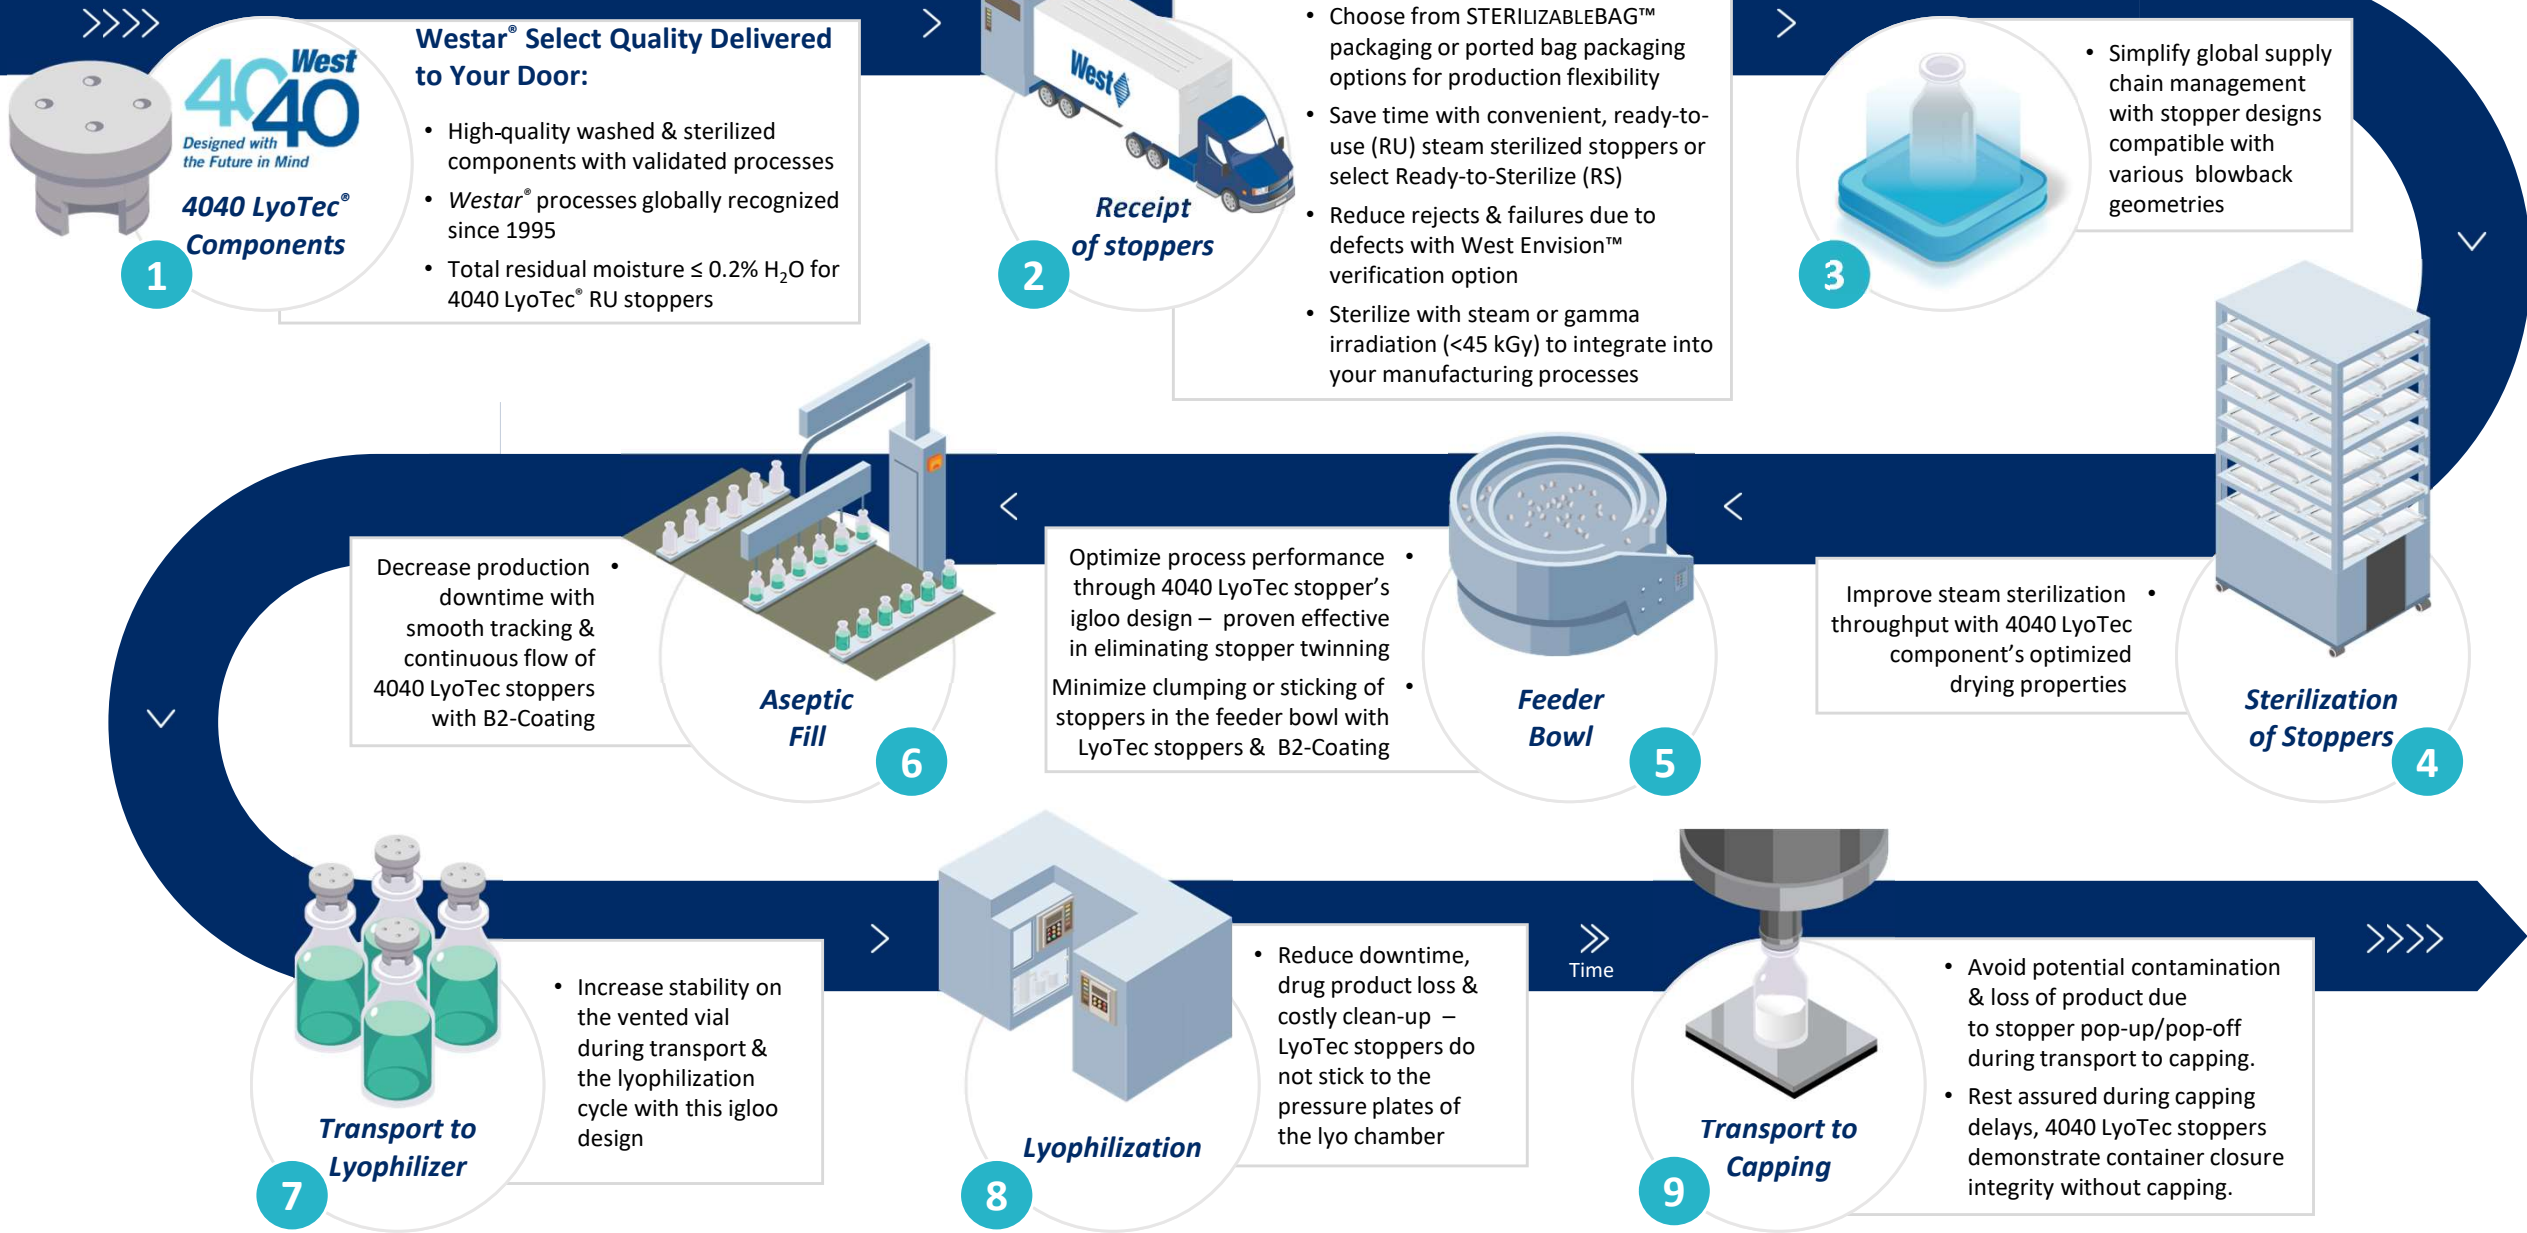 West
4040
Designed with
the Future in Mind
4040 LyoTec®
Components
1
Westar® Select Quality Delivered
to Your Door:
• High-quality washed & sterilized
components with validated processes
• Westar® processes globally recognized
since 1995
• Total residual moisture ≤ 0.2% H₂O for
4040 LyoTec® RU stoppers
West
Receipt
of stoppers
2
• Choose from STERILIZABLEBAG™
packaging or ported bag packaging
options for production flexibility
• Save time with convenient, ready-to-
use (RU) steam sterilized stoppers or
select Ready-to-Sterilize (RS)
• Reduce rejects & failures due to
defects with West Envision™
verification option
• Sterilize with steam or gamma
irradiation (<45 kGy) to integrate into
your manufacturing processes
3
• Simplify global supply
chain management
with stopper designs
compatible with
various blowback
geometries
Improve steam sterilization •
throughput with 4040 LyoTec
component's optimized
drying properties
Sterilization
of Stoppers
4
Optimize process performance •
through 4040 LyoTec stopper's
igloo design – proven effective
in eliminating stopper twinning
Minimize clumping or sticking of •
stoppers in the feeder bowl with
LyoTec stoppers & B2-Coating
Feeder
Bowl
5
Decrease production •
downtime with
smooth tracking &
continuous flow of
4040 LyoTec stoppers
with B2-Coating
Aseptic
Fill
6
Transport to
Lyophilizer
7
• Increase stability on
the vented vial
during transport &
the lyophilization
cycle with this igloo
design
Lyophilization
8
• Reduce downtime,
drug product loss &
costly clean-up –
LyoTec stoppers do
not stick to the
pressure plates of
the lyo chamber
Time
Transport to
Capping
9
• Avoid potential contamination
& loss of product due
to stopper pop-up/pop-off
during transport to capping.
• Rest assured during capping
delays, 4040 LyoTec stoppers
demonstrate container closure
integrity without capping.